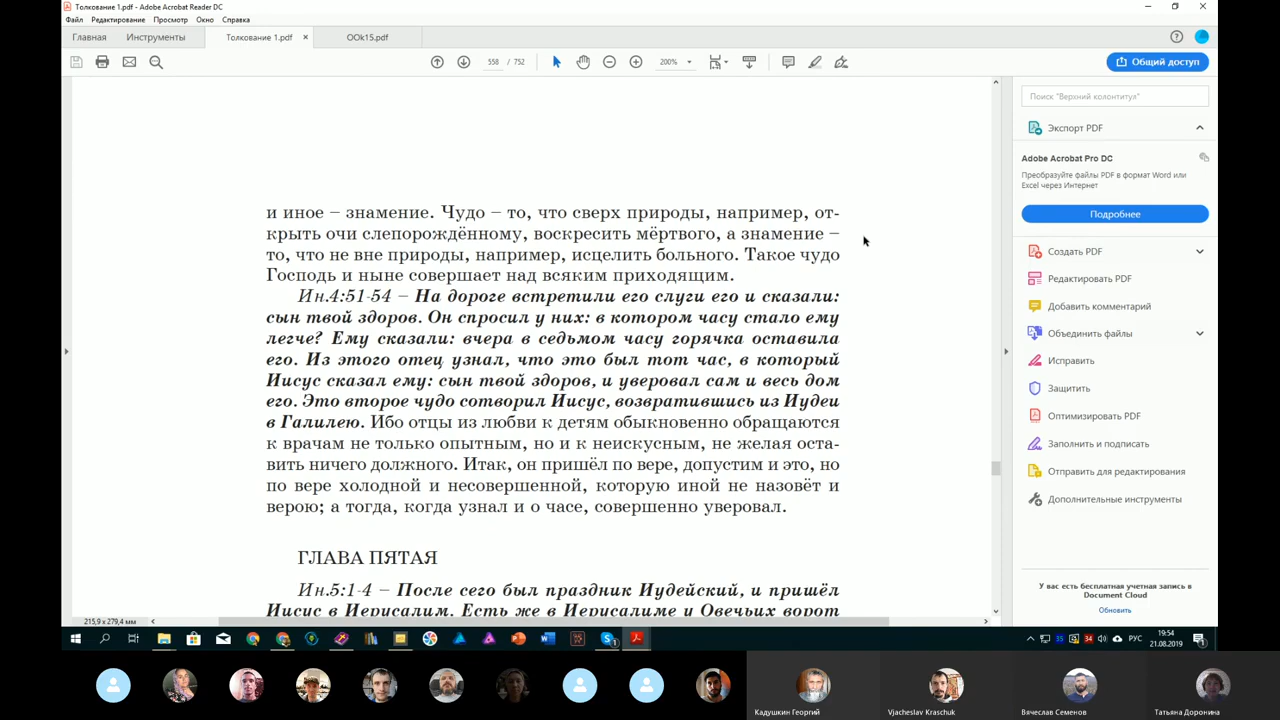 Толкование 1.pdf - Adobe Acrobat Reader DC
Файл Редактирование Просмотр Окно Справка
Главная Инструменты Толкование 1.pdf × OOk15.pdf
558 / 752 200% Общий доступ
Поиск "Верхний колонтитул"
Экспорт PDF
Adobe Acrobat Pro DC
Преобразуйте файлы PDF в формат Word или
Excel через Интернет
Подробнее
Создать PDF
Редактировать PDF
Добавить комментарий
Объединить файлы
Исправить
Защитить
Оптимизировать PDF
Заполнить и подписать
Отправить для редактирования
Дополнительные инструменты
У вас есть бесплатная учетная запись в
Document Cloud
Обновить
и иное – знамение. Чудо – то, что сверх природы, например, от-
крыть очи слепорождённому, воскресить мёртвого, а знамение –
то, что не вне природы, например, исцелить больного. Такое чудо
Господь и ныне совершает над всяким приходящим.
Ин.4:51-54 – На дороге встретили его слуги его и сказали:
сын твой здоров. Он спросил у них: в котором часу стало ему
легче? Ему сказали: вчера в седьмом часу горячка оставила
его. Из этого отец узнал, что это был тот час, в который
Иисус сказал ему: сын твой здоров, и уверовал сам и весь дом
его. Это второе чудо сотворил Иисус, возвратившись из Иудеи
в Галилею. Ибо отцы из любви к детям обыкновенно обращаются
к врачам не только опытным, но и к неискусным, не желая оста-
вить ничего должного. Итак, он пришёл по вере, допустим и это, но
по вере холодной и несовершенной, которую иной не назовёт и
верою; а тогда, когда узнал и о часе, совершенно уверовал.
ГЛАВА ПЯТАЯ
Ин.5:1-4 – После сего был праздник Иудейский, и пришёл
Иисус в Иерусалим. Есть же в Иерусалиме у Овечьих ворот
215,9 x 279,4 мм
35 34 РУС 19:54
21.08.2019
Кадушкин Георгий Vjacheslav Kraschuk Вячеслав Семенов Татьяна Доронина